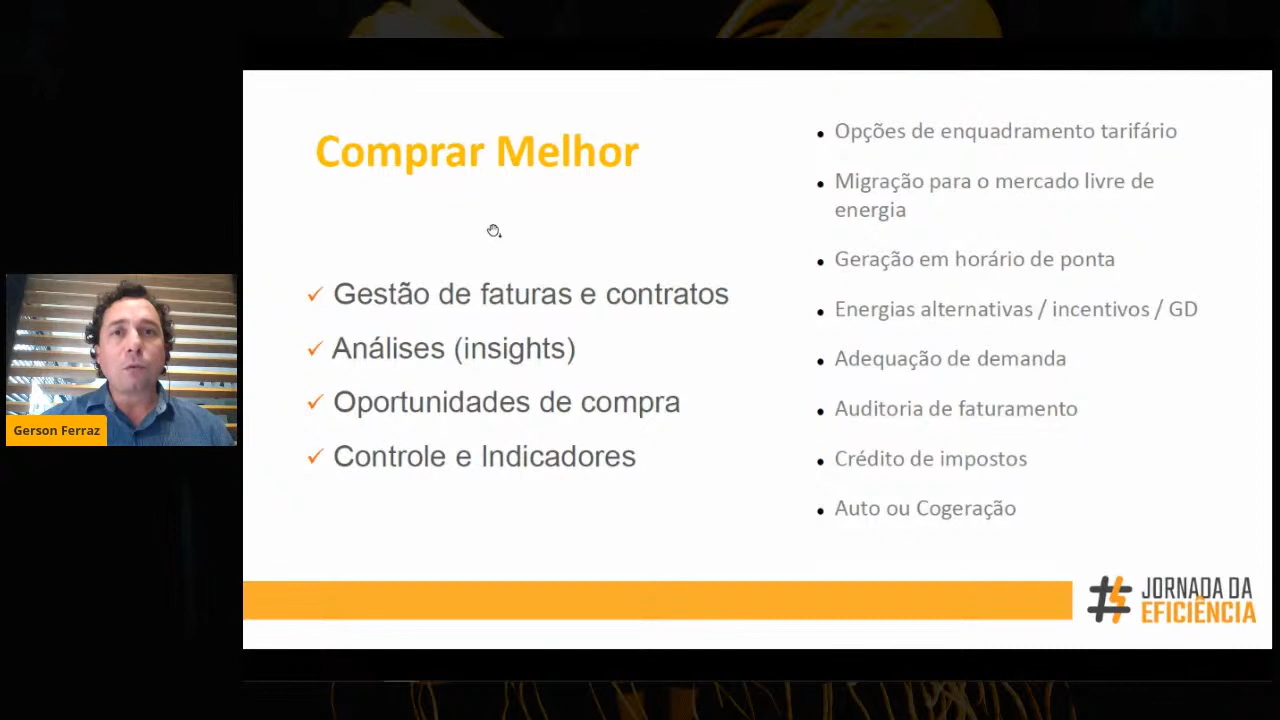 Comprar Melhor
Gestão de faturas e contratos
Análises (insights)
Oportunidades de compra
Controle e Indicadores
Opções de enquadramento tarifário
Migração para o mercado livre de
energia
Geração em horário de ponta
Energias alternativas / incentivos / GD
Adequação de demanda
Auditoria de faturamento
Crédito de impostos
Auto ou Cogeração
Gerson Ferraz
JORNADA DA
EFICIÊNCIA